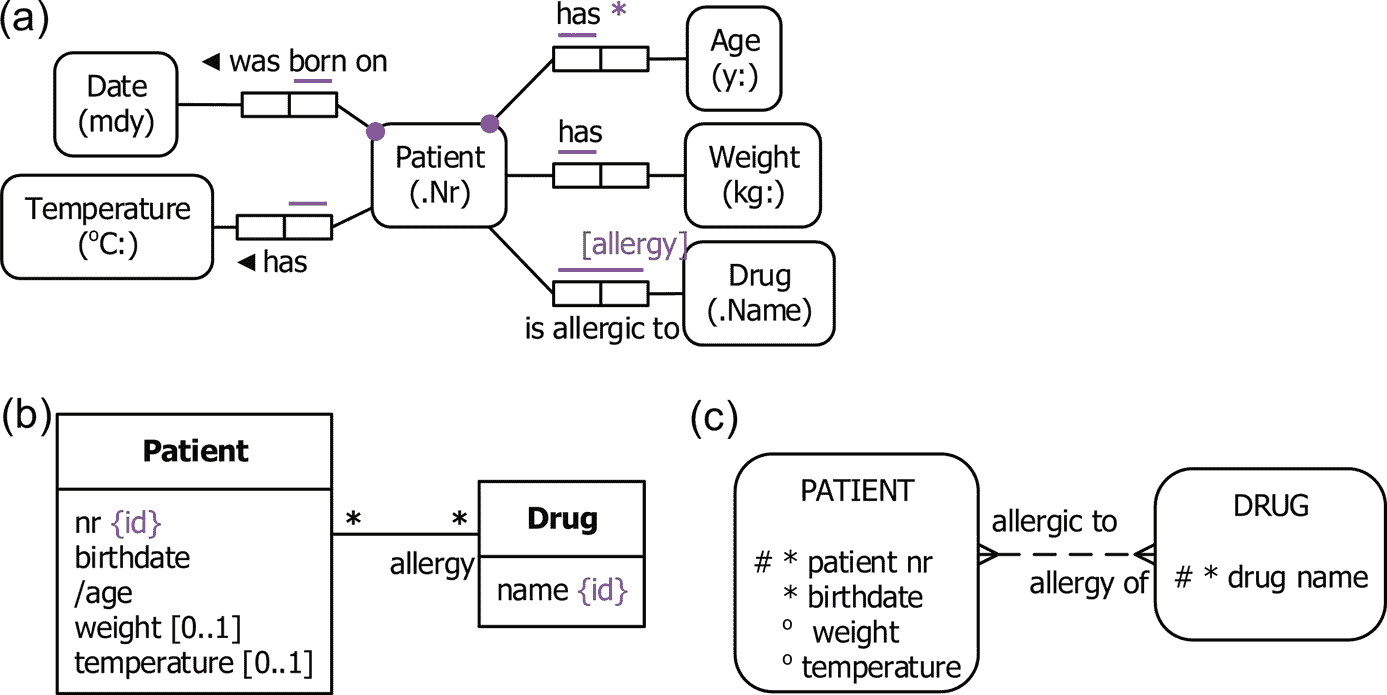 (a)
has *
Age
(y:)
◄ was born on
Date
(mdy)
Patient
(.Nr)
has
Weight
(kg:)
Temperature
(°C:)
◄ has
[allergy]
Drug
(.Name)
is allergic to
(b)
Patient
nr {id}
birthdate
/age
weight [0..1]
temperature [0..1]
* *
allergy
Drug
name {id}
(c)
PATIENT
# * patient nr
* birthdate
o weight
o temperature
allergic to
allergy of
DRUG
# * drug name